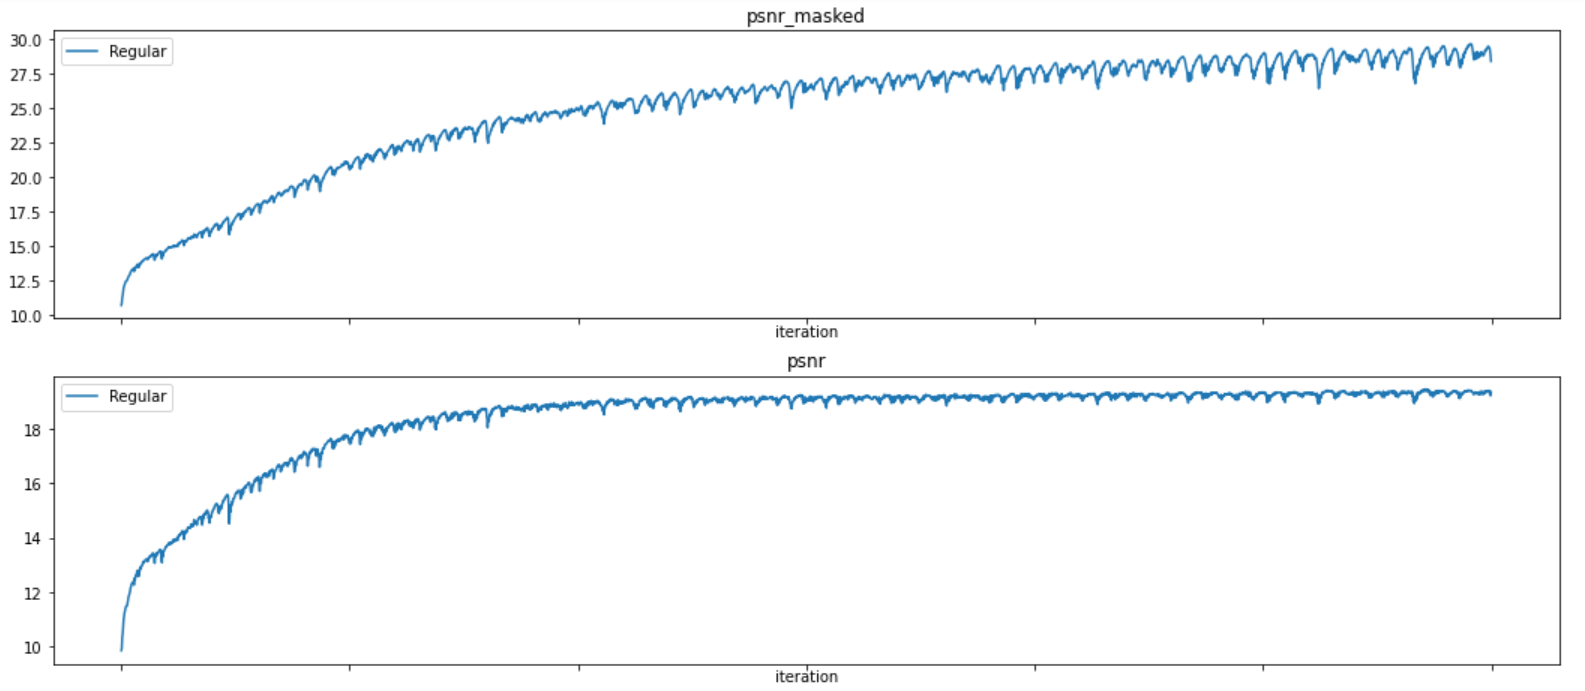 psnr_masked
Regular
30.0
27.5
25.0
22.5
20.0
17.5
15.0
12.5
10.0
iteration
psnr
Regular
18
16
14
12
10
iteration